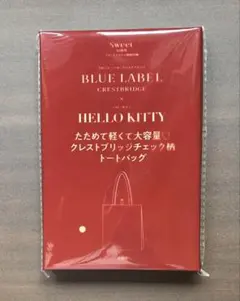 sweet
BLUE LABEL
CRESTBRIDGE
×
HELLO KITTY
たためて軽くて大容量♡
クレストブリッジチェック柄
トートバッグ